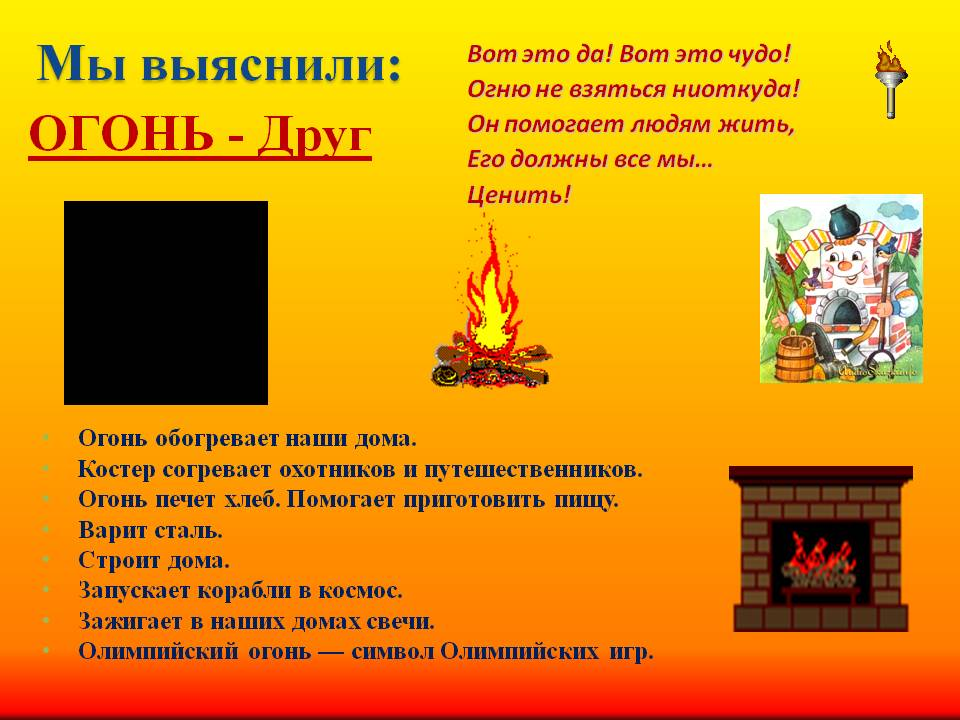 Мы выяснили:
ОГОНЬ - Друг
Вот это да! Вот это чудо!
Огню не взяться ниоткуда!
Он помогает людям жить,
Его должны все мы...
Ценить!
AudioSkazki.info
• Огонь обогревает наши дома.
• Костер согревает охотников и путешественников.
• Огонь печет хлеб. Помогает приготовить пищу.
• Варит сталь.
• Строит дома.
• Запускает корабли в космос.
• Зажигает в наших домах свечи.
• Олимпийский огонь — символ Олимпийских игр.